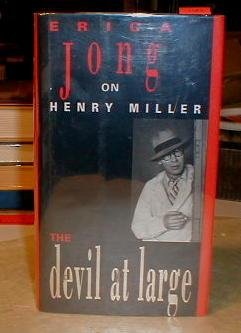 ERICA
Jong
ON
HENRY MILLER
THE
devil at large